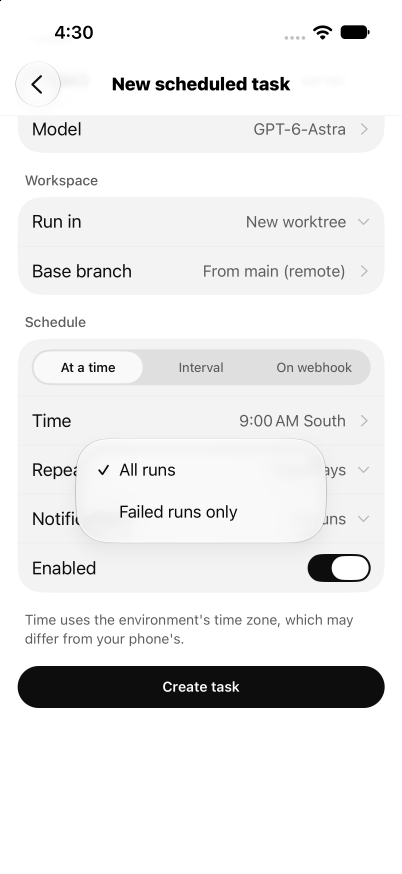 4:30
New scheduled task
Model
GPT-6-Astra
Workspace
Run in
New worktree
Base branch
From main (remote)
Schedule
At a time
Interval
On webhook
Time
9:00 AM South
All runs
Failed runs only
Enabled
Time uses the environment's time zone, which may
differ from your phone's.
Create task